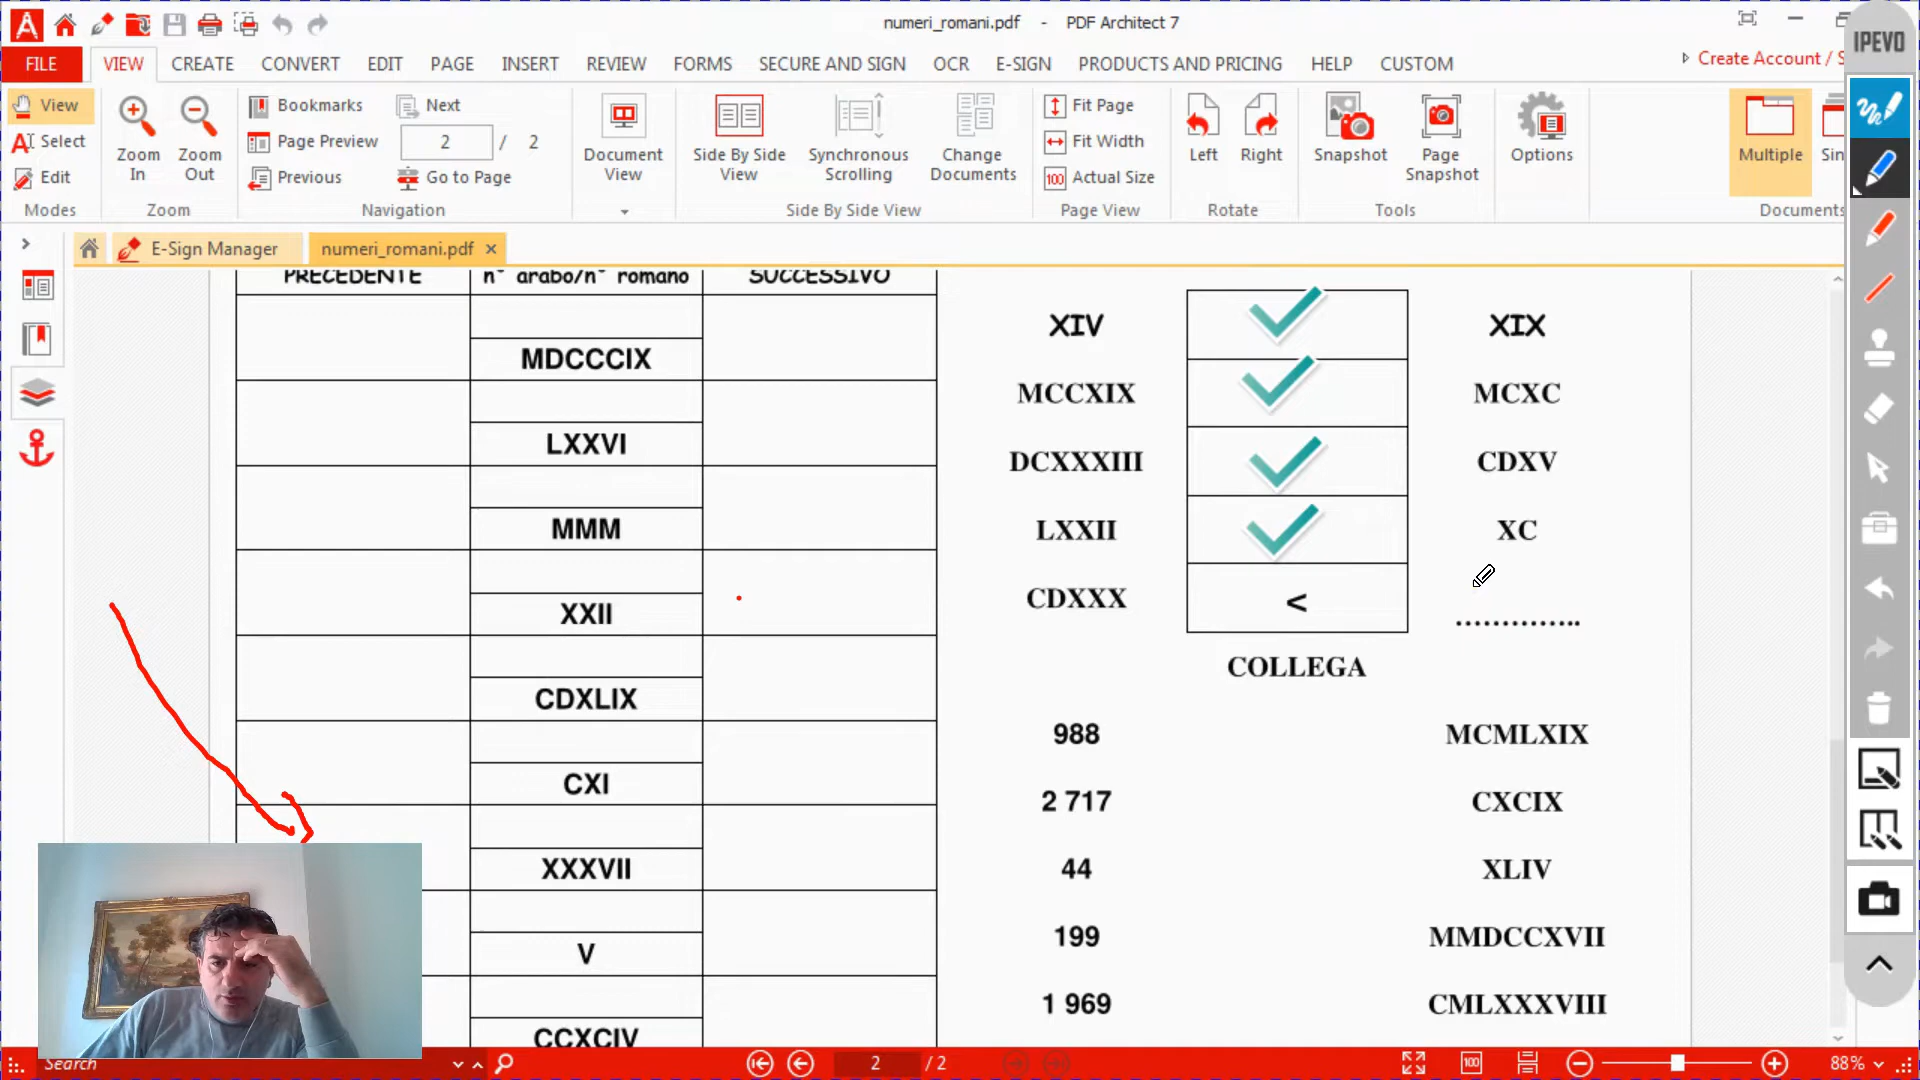 numeri_romani.pdf - PDF Architect 7
IPEVO
FILE VIEW CREATE CONVERT EDIT PAGE INSERT REVIEW FORMS SECURE AND SIGN OCR E-SIGN PRODUCTS AND PRICING HELP CUSTOM
Create Account / S
View
Select
Edit
Modes
Zoom In
Zoom Out
Zoom
Bookmarks
Page Preview
Previous
Next
2 / 2
Go to Page
Navigation
Document View
Side By Side View
Synchronous Scrolling
Change Documents
Side By Side View
Fit Page
Fit Width
100 Actual Size
Page View
Left
Right
Rotate
Snapshot
Page Snapshot
Tools
Options
Multiple
Sin
Documents
E-Sign Manager
numeri_romani.pdf
PRECEDENTE n° arabo/n° romano SUCCESSIVO
MDCCCIX
LXXVI
MMM
XXII
CDXLIX
CXI
XXXVII
V
CCXCIV
XIV XIX
MCCXIX MCXC
DCXXXIII CDXV
LXXII XC
CDXXX < ..............
COLLEGA
988 MCMLXIX
2 717 CXCIX
44 XLIV
199 MMDCCXVII
1 969 CMLXXXVIII
Search
2 / 2
100
88%